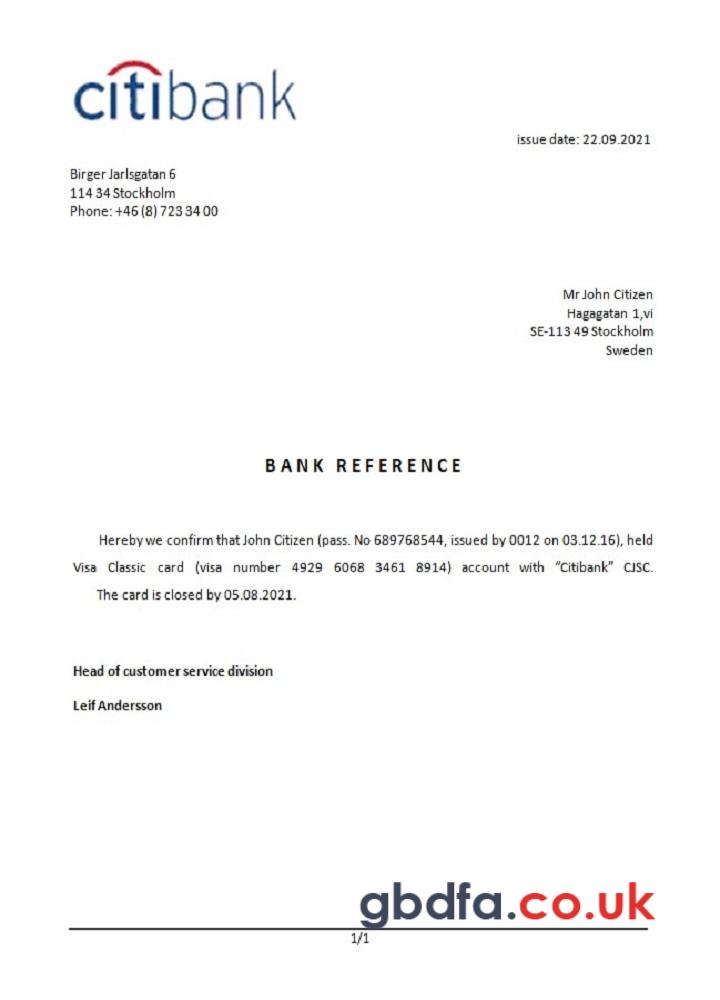 citibank
issue date: 22.09.2021
Birger Jarlsgatan 6
114 34 Stockholm
Phone: +46 (8) 723 34 00
Mr John Citizen
Hagagatan 1,vi
SE-113 49 Stockholm
Sweden
BANK REFERENCE
Hereby we confirm that John Citizen (pass. No 689768544, issued by 0012 on 03.12.16), held
Visa Classic card (visa number 4929 6068 3461 8914) account with “Citibank” CJSC.
The card is closed by 05.08.2021.
Head of customer service division
Leif Andersson
gbdfa.co.uk
1/1